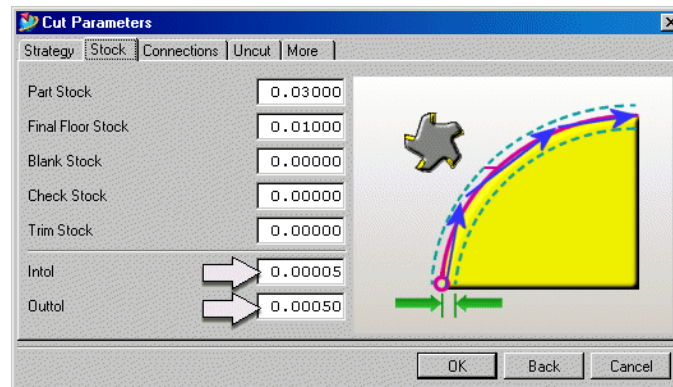 Cut Parameters
Strategy Stock Connections Uncut More
Part Stock 0.03000
Final Floor Stock 0.01000
Blank Stock 0.00000
Check Stock 0.00000
Trim Stock 0.00000
Intol 0.00005
Outtol 0.00050
OK Back Cancel